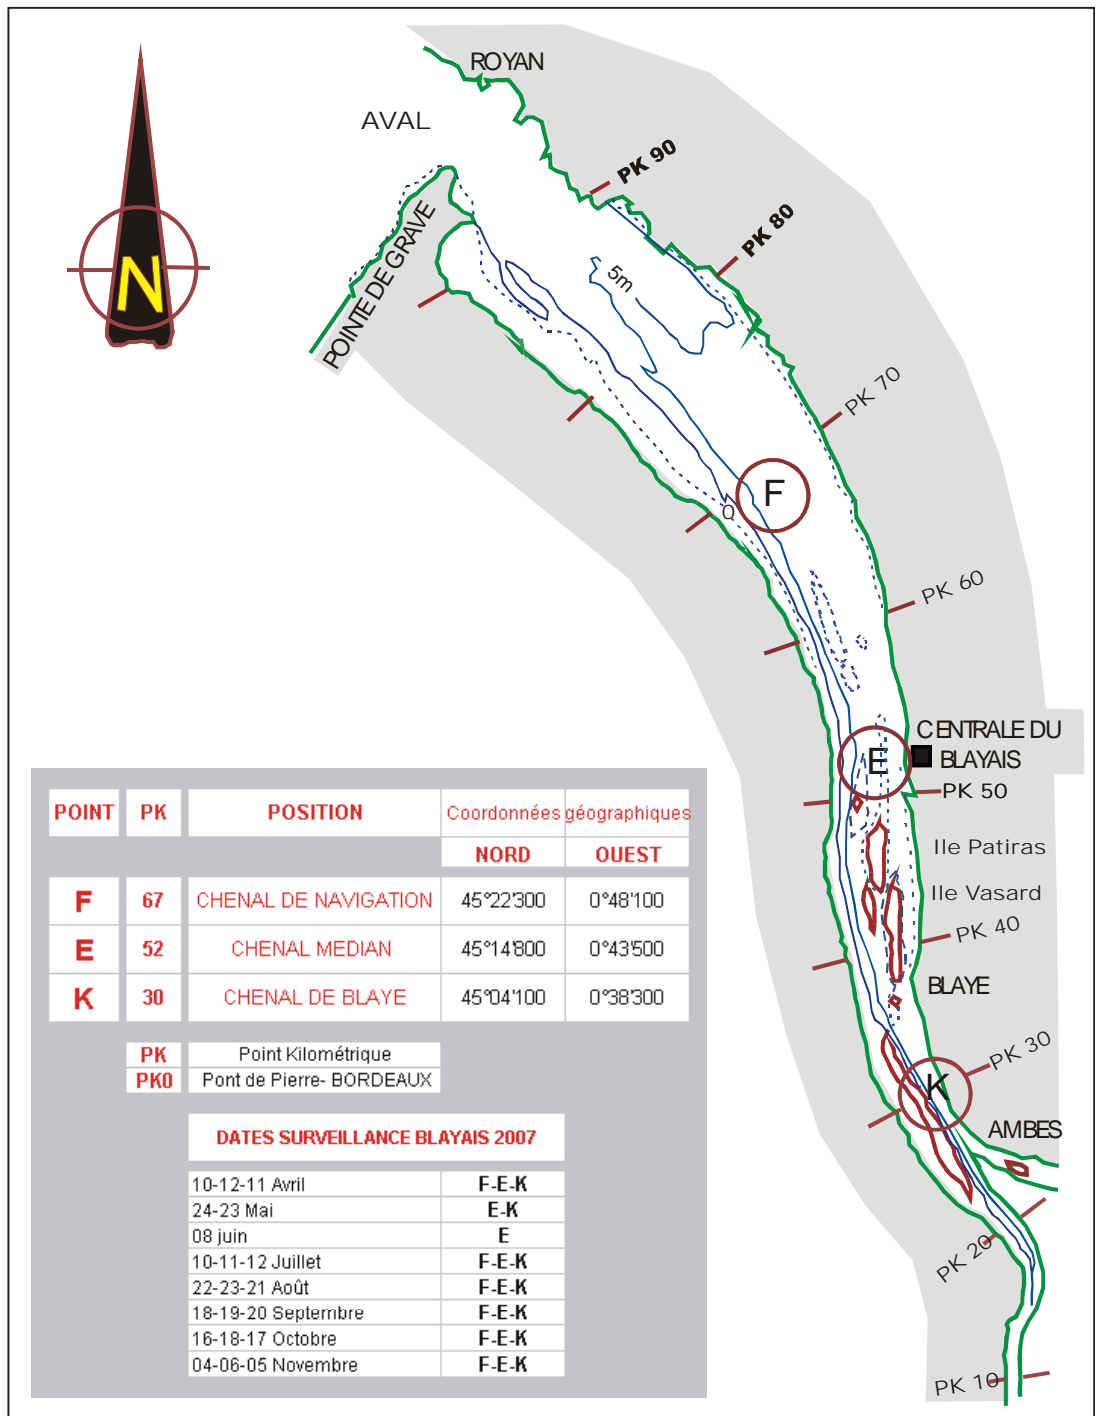 ROYAN
AVAL
PK 90
PK 80
POINTE DE GRAVE
N
5m
PK 70
F
0
PK 60
CENTRALE DU
BLAYAIS
E
PK 50
Ile Patiras
Ile Vasard
PK 40
BLAYE
PK 30
K
AMBES
PK 20
PK 10
POINT PK POSITION Coordonnées géographiques
NORD OUEST
F 67 CHENAL DE NAVIGATION 45°22'300 0°48'100
E 52 CHENAL MEDIAN 45°14'800 0°43'500
K 30 CHENAL DE BLAYE 45°04'100 0°38'300
PK Point Kilométrique
PK0 Pont de Pierre- BORDEAUX
DATES SURVEILLANCE BLAYAIS 2007
10-12-11 Avril F-E-K
24-23 Mai E-K
08 juin E
10-11-12 Juillet F-E-K
22-23-21 Août F-E-K
18-19-20 Septembre F-E-K
16-18-17 Octobre F-E-K
04-06-05 Novembre F-E-K